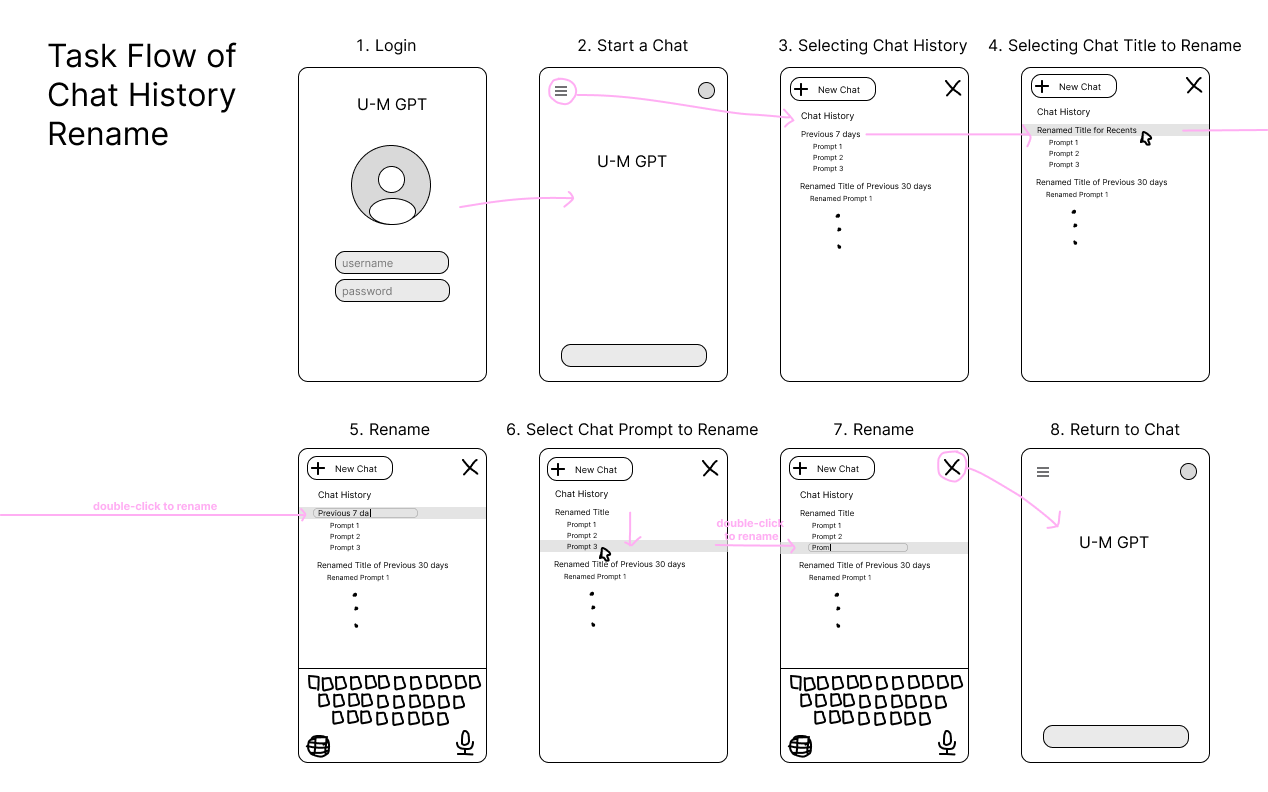 Task Flow of
Chat History
Rename
1. Login
U-M GPT
username
password
2. Start a Chat
U-M GPT
3. Selecting Chat History
New Chat
Chat History
Previous 7 days
Prompt 1
Prompt 2
Prompt 3
Renamed Title of Previous 30 days
Renamed Prompt 1
4. Selecting Chat Title to Rename
New Chat
Chat History
Renamed Title for Recents
Prompt 1
Prompt 2
Prompt 3
Renamed Title of Previous 30 days
Renamed Prompt 1
double-click to rename
5. Rename
New Chat
Chat History
Previous 7 da
Prompt 1
Prompt 2
Prompt 3
Renamed Title of Previous 30 days
Renamed Prompt 1
6. Select Chat Prompt to Rename
New Chat
Chat History
Renamed Title
Prompt 1
Prompt 2
Prompt 3
Renamed Title of Previous 30 days
Renamed Prompt 1
double-click
to rename
7. Rename
New Chat
Chat History
Renamed Title
Prompt 1
Prompt 2
Prom
Renamed Title of Previous 30 days
Renamed Prompt 1
8. Return to Chat
U-M GPT